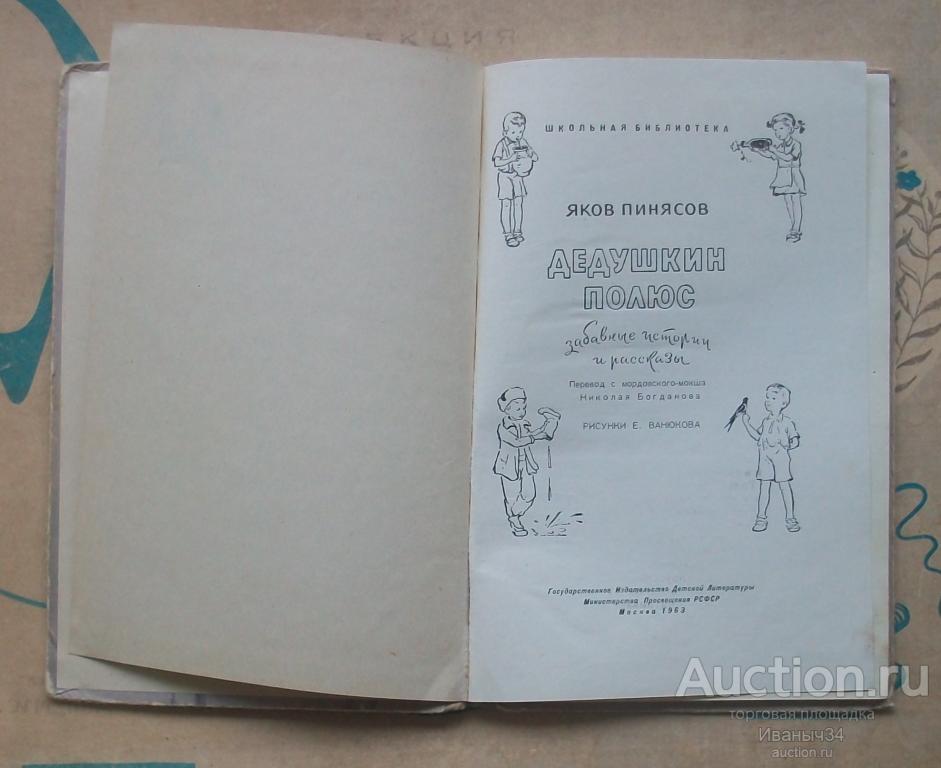 ШКОЛЬНАЯ БИБЛИОТЕКА
ЯКОВ ПИНЯСОВ
ДЕДУШКИН
ПОЛЮС
забавные истории
и рассказы
Перевод с мордовского-мокша
Николая Богданова
РИСУНКИ Е. ВАНЮКОВА
Государственное Издательство Детской Литературы
Министерства Просвещения РСФСР
Москва 1963
Auction.ru
торговая площадка
Иваныч34
auction.ru